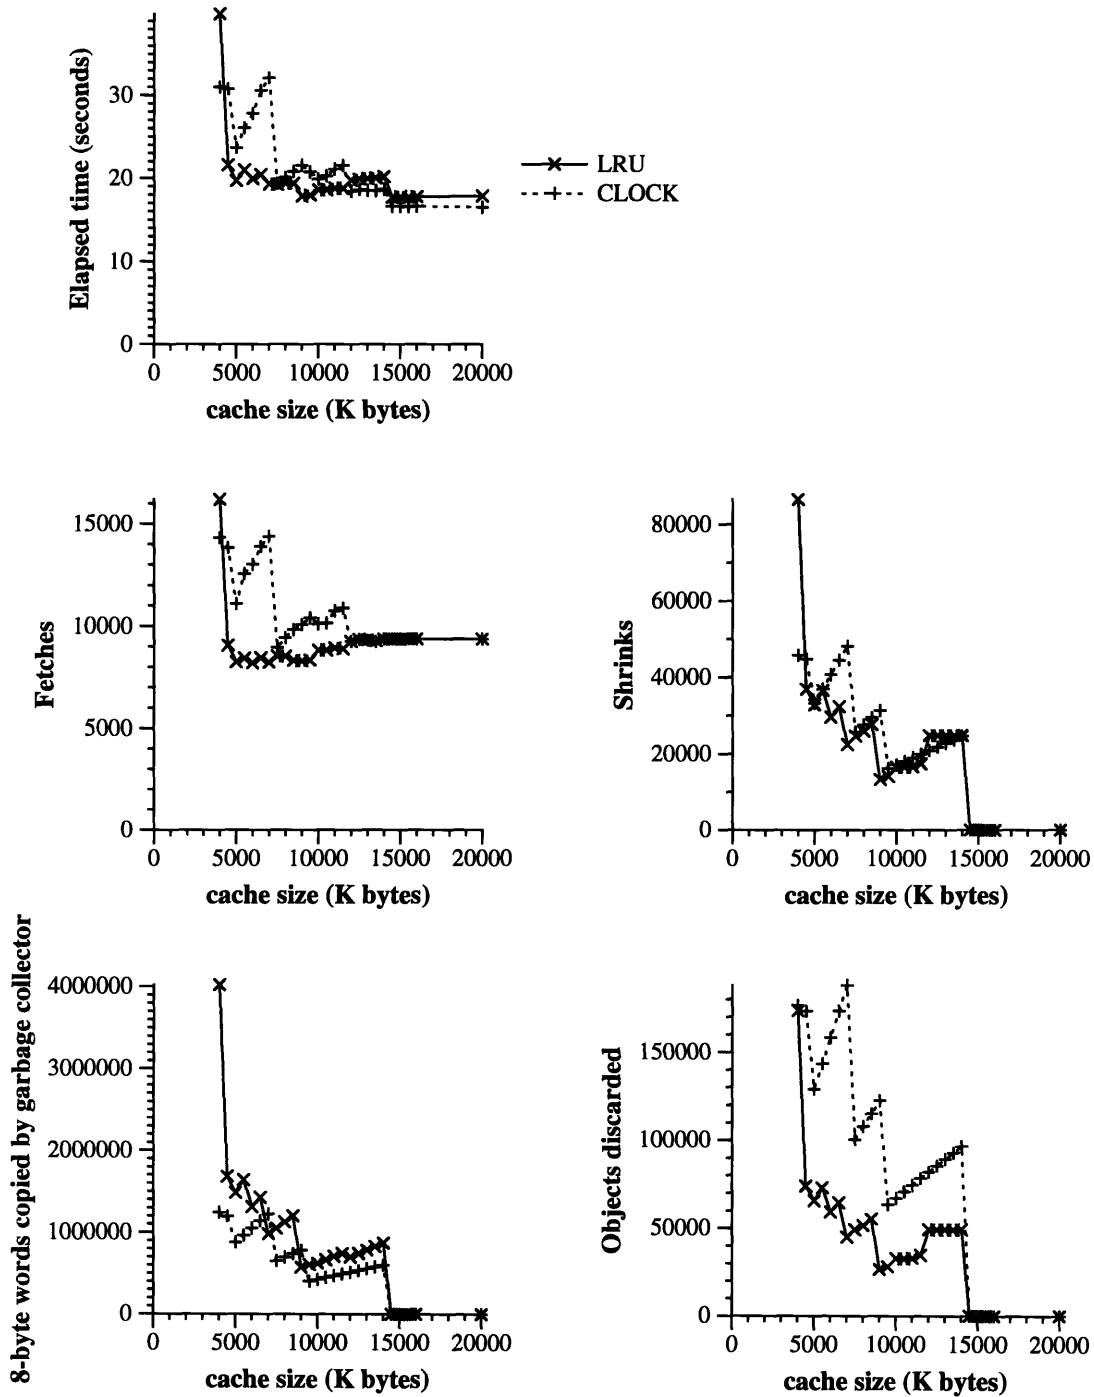 Elapsed time (seconds)
30
20
10
0
0 5000 10000 15000 20000
cache size (K bytes)
LRU
CLOCK
Fetches
15000
10000
5000
0
0 5000 10000 15000 20000
cache size (K bytes)
Shrinks
80000
60000
40000
20000
0
0 5000 10000 15000 20000
cache size (K bytes)
8-byte words copied by garbage collector
4000000
3000000
2000000
1000000
0
0 5000 10000 15000 20000
cache size (K bytes)
Objects discarded
150000
100000
50000
0
0 5000 10000 15000 20000
cache size (K bytes)